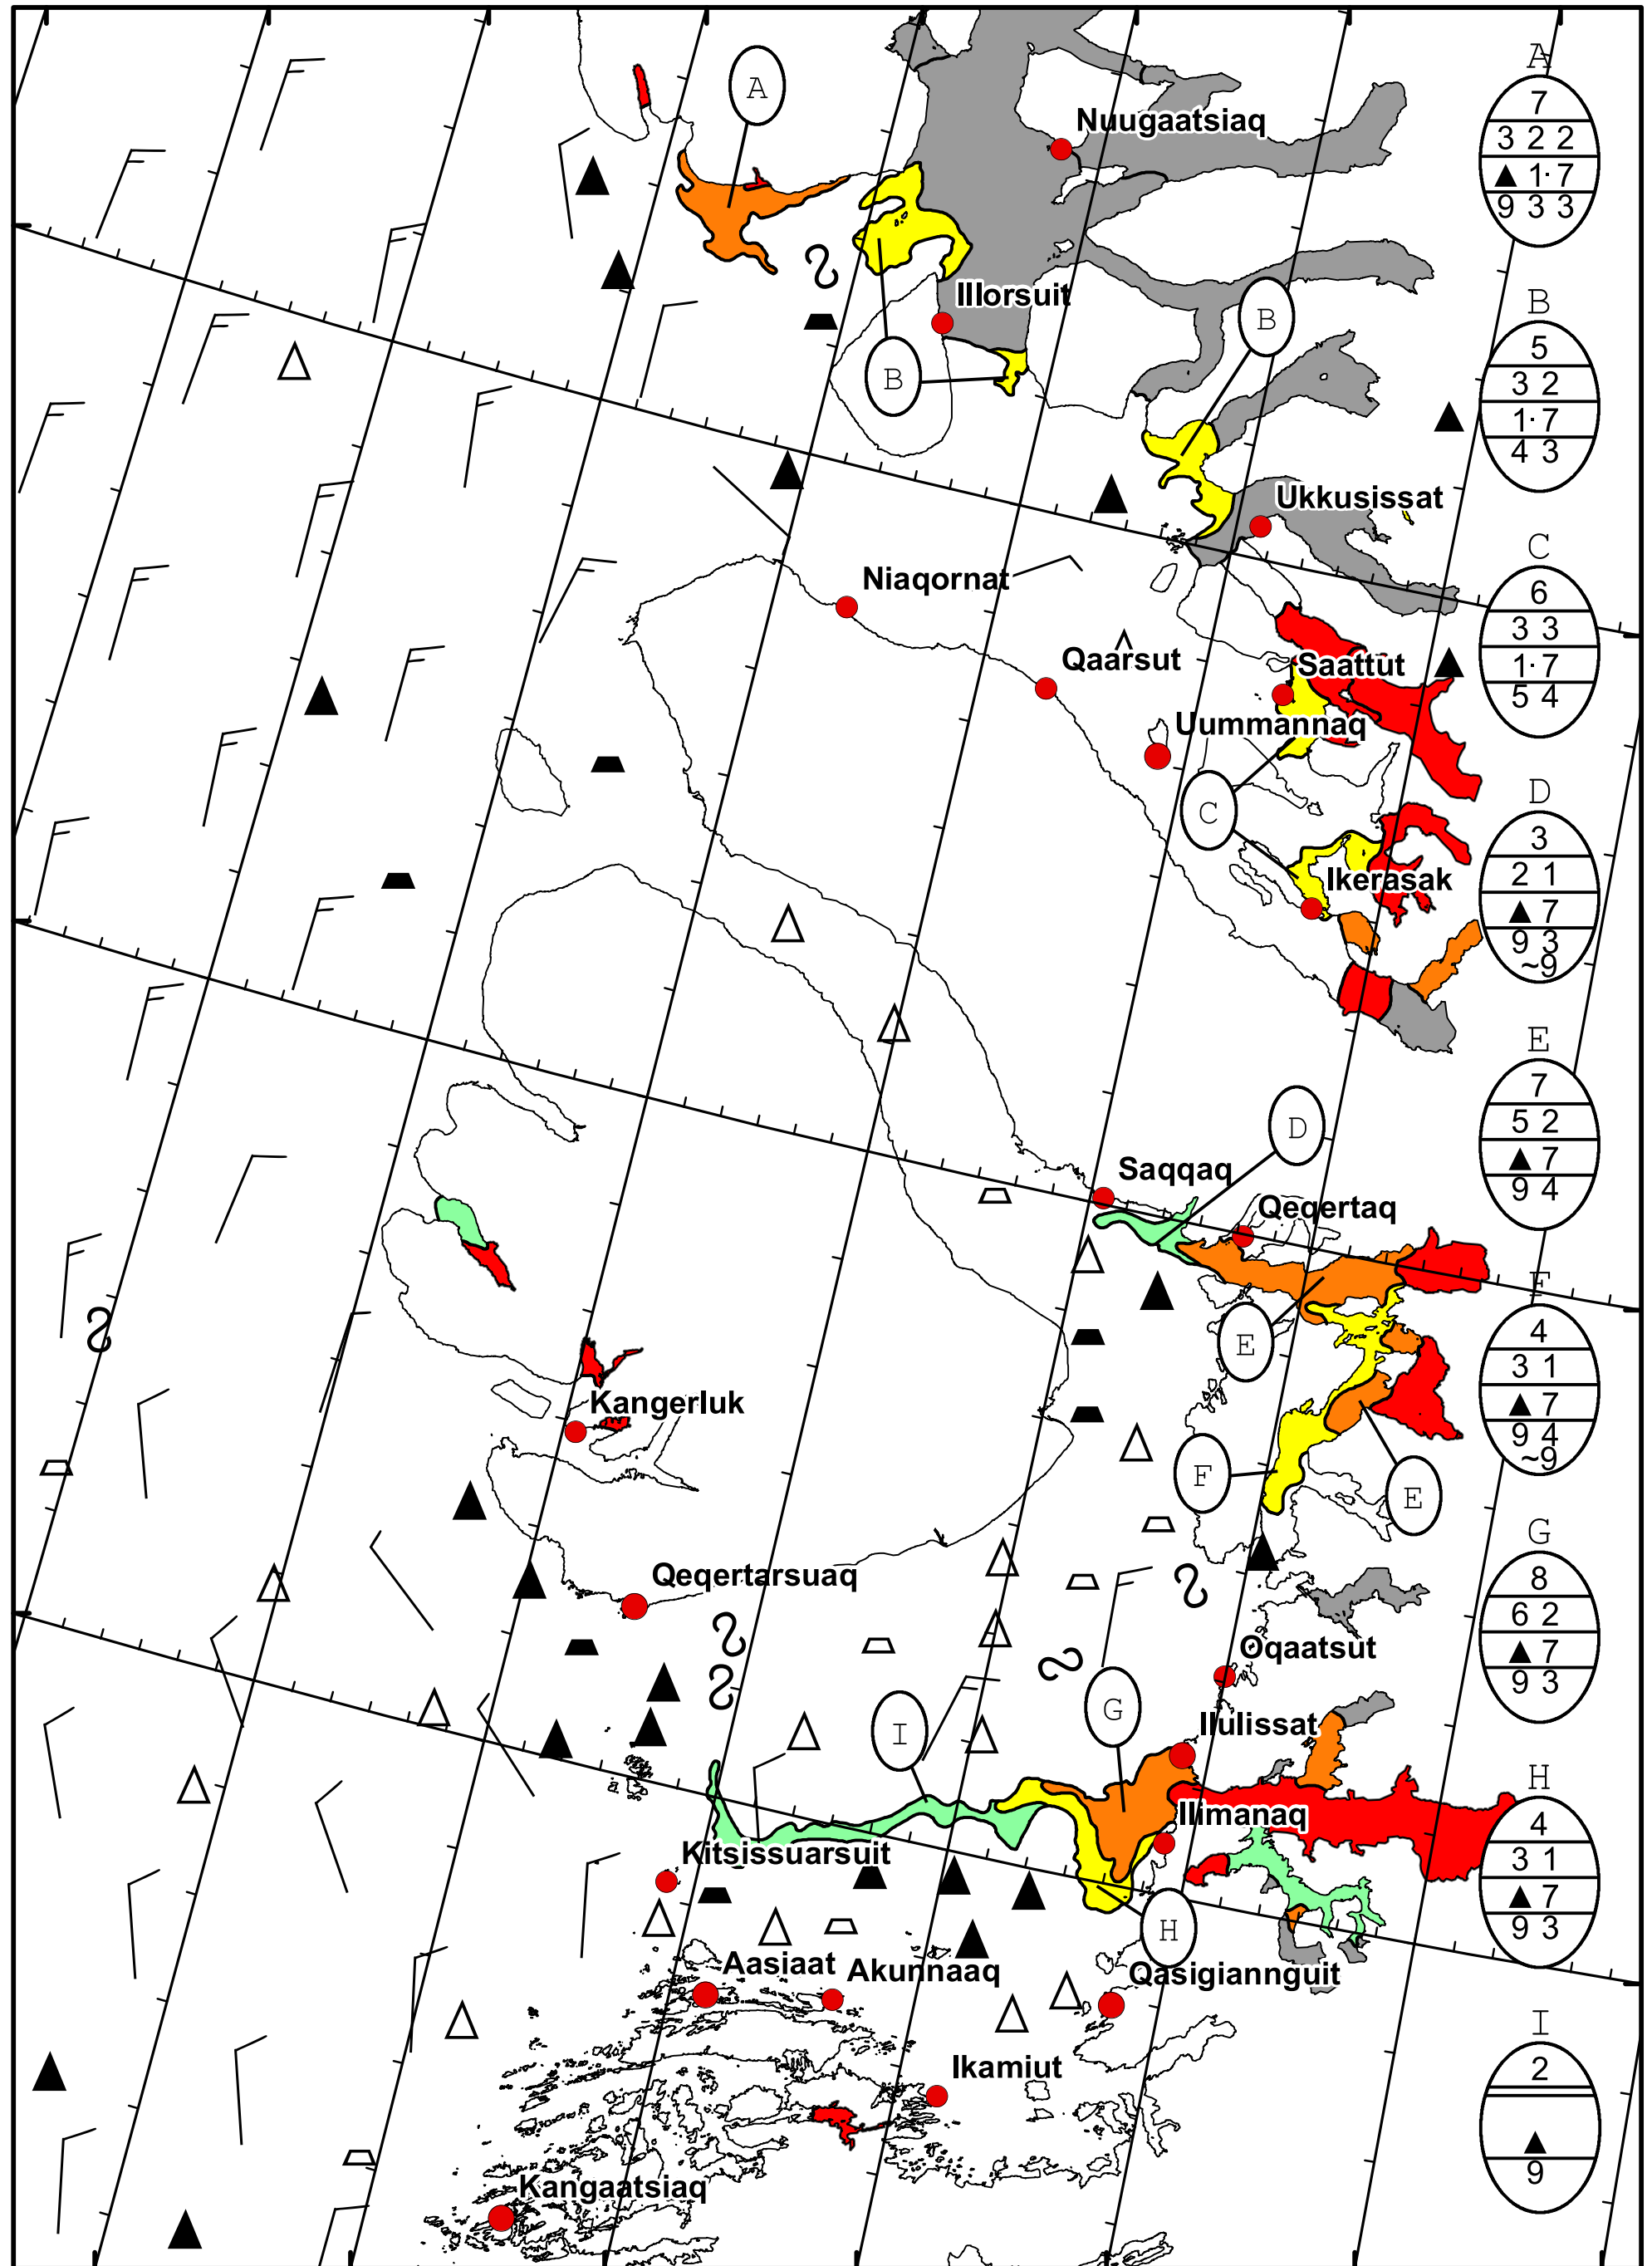 A
A
7
3 2 2
▲ 1· 7
9 3 3
Nuugaatsiaq
Illorsuit
B
B
B
5
3 2
1· 7
4 3
Ukkusissat
C
6
3 3
1· 7
5 4
Niaqornat
Qaarsut
Saattut
Uummannaq
C
D
3
2 1
▲ 7
9 3
~9
Ikerasak
E
7
5 2
▲ 7
9 4
D
Saqqaq
Qeqertaq
F
4
3 1
▲ 7
9 4
~9
E
Kangerluk
F
E
G
8
6 2
▲ 7
9 3
Qeqertarsuaq
Oqaatsut
G
I
Ilulissat
H
4
3 1
▲ 7
9 3
Ilimanaq
Kitsissuarsuit
H
Aasiaat
Akunnaaq
Qasigiannguit
I
2
▲
9
Ikamiut
Kangaatsiaq